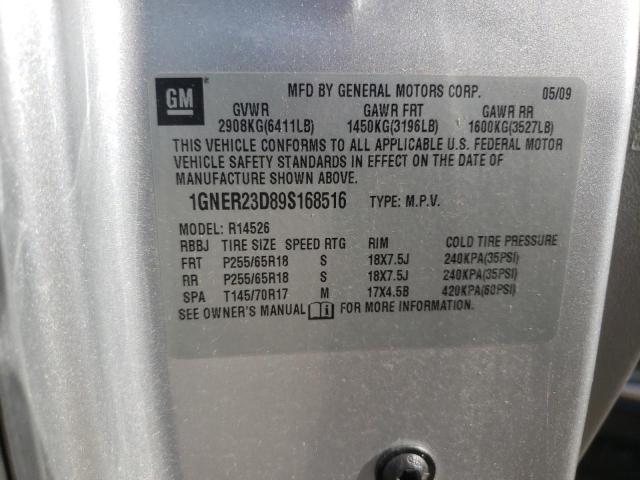 GM
MFD BY GENERAL MOTORS CORP. 05/09
GVWR GAWR FRT GAWR RR
2908KG(6411LB) 1450KG(3196LB) 1600KG(3527LB)
THIS VEHICLE CONFORMS TO ALL APPLICABLE U.S. FEDERAL MOTOR
VEHICLE SAFETY STANDARDS IN EFFECT ON THE DATE OF
MANUFACTURE SHOWN ABOVE.
1GNER23D89S168516 TYPE: M.P.V.
MODEL: R14526
RBBJ TIRE SIZE SPEED RTG RIM COLD TIRE PRESSURE
FRT P255/65R18 S 18X7.5J 240KPA(35PSI)
RR P255/65R18 S 18X7.5J 240KPA(35PSI)
SPA T145/70R17 M 17X4.5B 420KPA(60PSI)
SEE OWNER'S MANUAL FOR MORE INFORMATION.